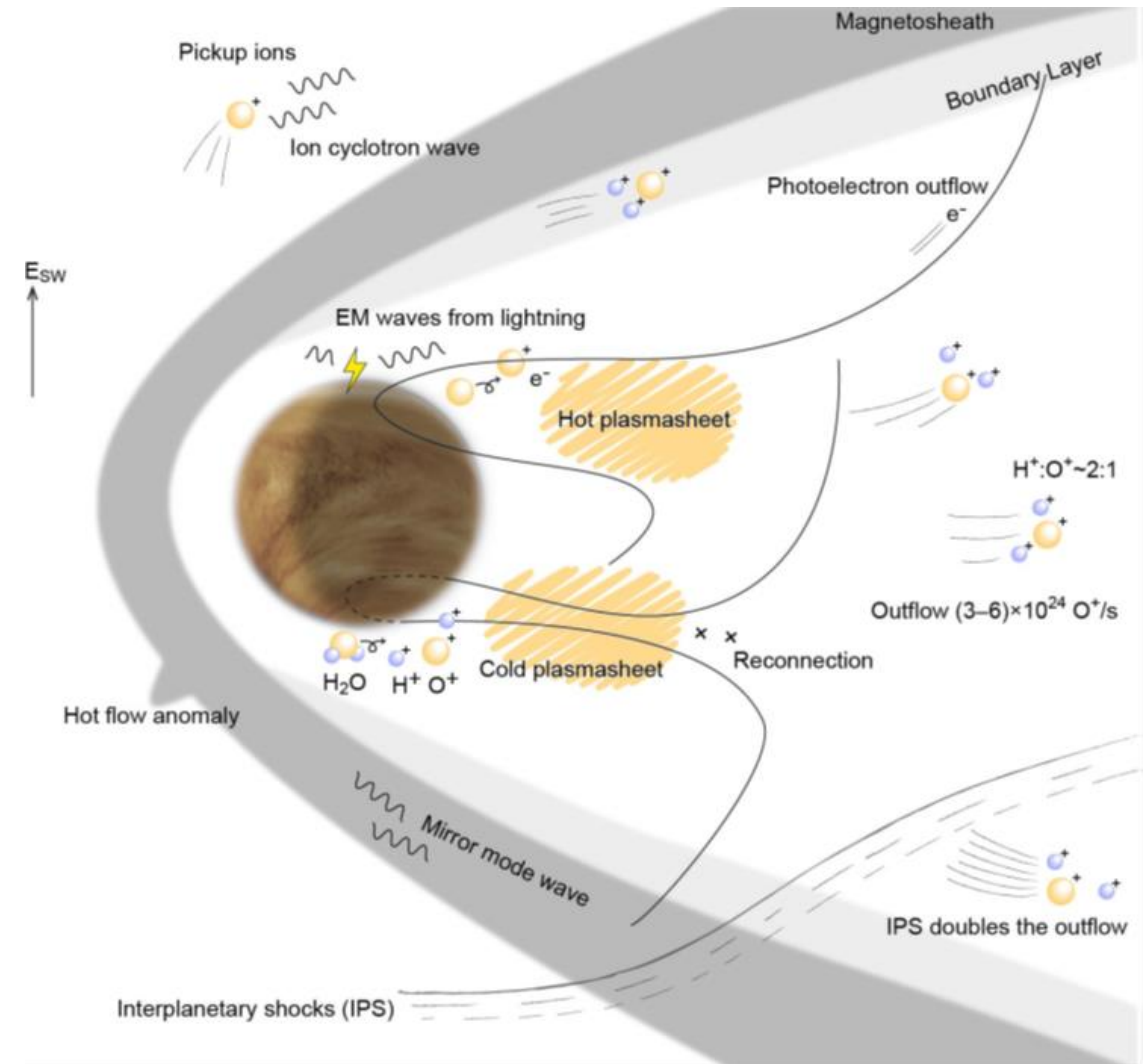 Magnetosheath
Pickup ions
+
Boundary Layer
Ion cyclotron wave
+
+
+
Photoelectron outflow
e-
E_SW
EM waves from lightning
+
e-
+
+
+
Hot plasmasheet
H+:O+~2:1
+
+
+
Outflow (3–6)×10^24 O+/s
+
+
+
H2O
H+ O+
Cold plasmasheet
× ×
Reconnection
Hot flow anomaly
Mirror mode wave
+
+
+
IPS doubles the outflow
Interplanetary shocks (IPS)